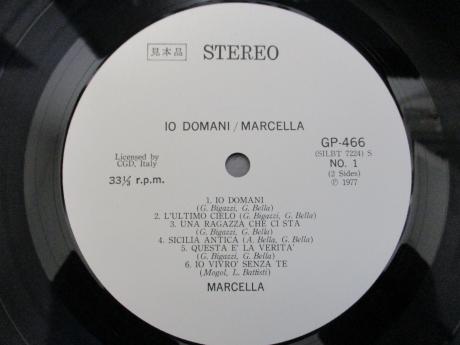 見本品 STEREO
IO DOMANI / MARCELLA
Licensed by
CGD, Italy
33⅓ r.p.m.
GP-466
(SILBT 7224) S
NO. 1
(2 Sides)
℗ 1977
1. IO DOMANI
(G. Bigazzi, G. Bella)
2. L'ULTIMO CIELO (G. Bigazzi, G. Bella)
3. UNA RAGAZZA CHE CI STA
(G. Bigazzi, G. Bella)
4. SICILIA ANTICA (A. Bella, G. Bella)
5. QUESTA E' LA VERITA'
(G. Bigazzi, G. Bella)
6. IO VIVRO' SENZA TE
(Mogol, L. Battisti)
MARCELLA